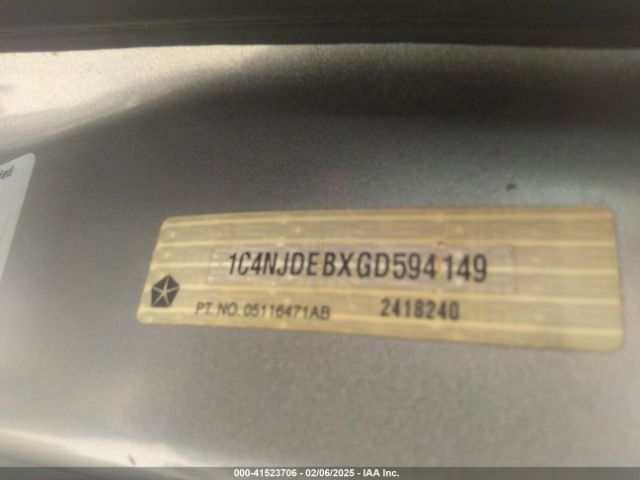 1C4NJDEBXGD594149
PT. NO. 05116471AB 2418240
000-41523706 - 02/06/2025 - IAA Inc.